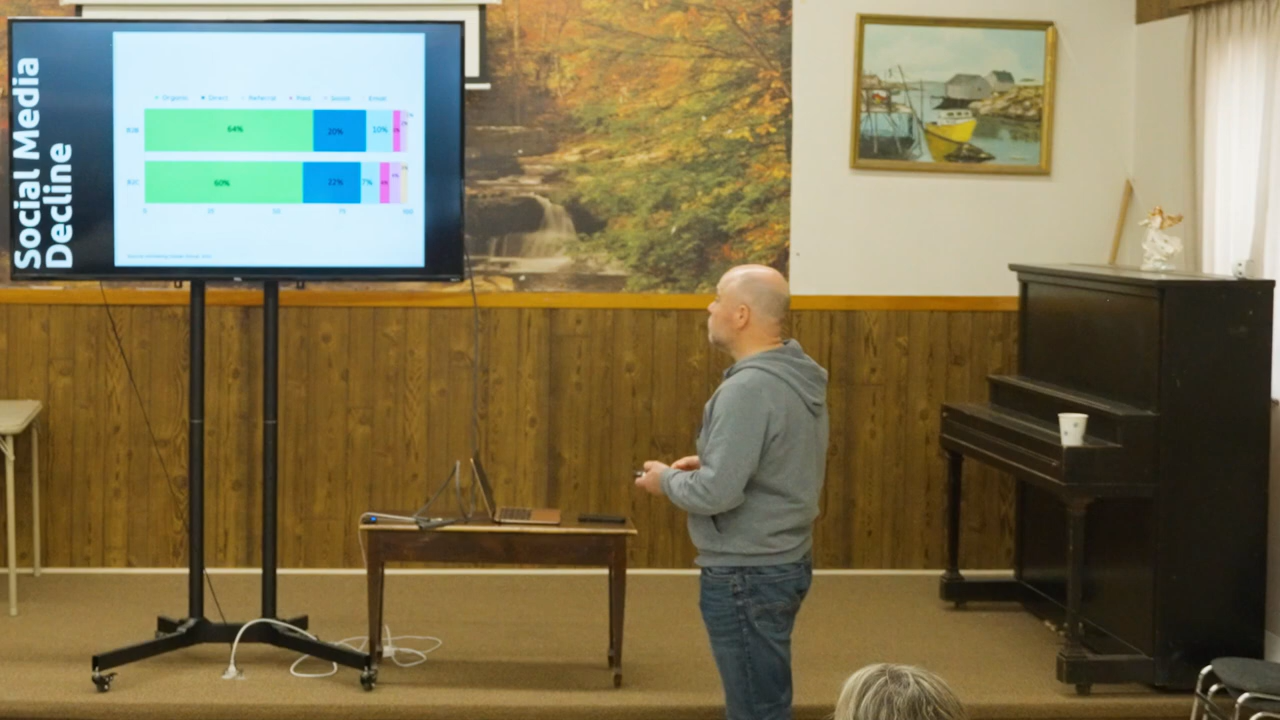 Social Media
Decline
Organic Direct Referral Paid Social Email
B2B 64% 20% 10%
B2C 60% 22% 7%
0 25 50 75 100